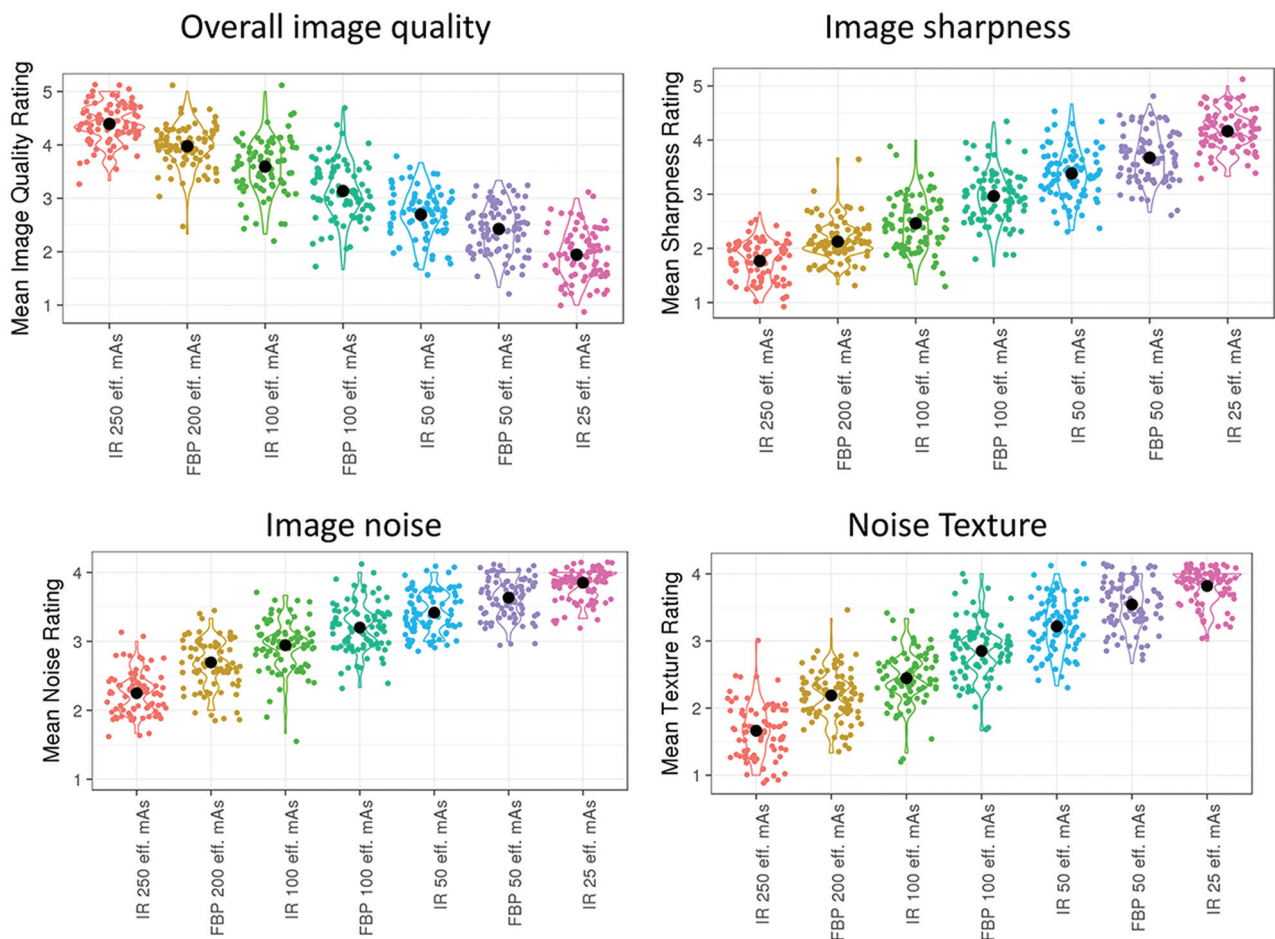 Overall image quality
Mean Image Quality Rating
5
4
3
2
1
IR 250 eff. mAs
FBP 200 eff. mAs
IR 100 eff. mAs
FBP 100 eff. mAs
IR 50 eff. mAs
FBP 50 eff. mAs
IR 25 eff. mAs
Image sharpness
Mean Sharpness Rating
5
4
3
2
1
IR 250 eff. mAs
FBP 200 eff. mAs
IR 100 eff. mAs
FBP 100 eff. mAs
IR 50 eff. mAs
FBP 50 eff. mAs
IR 25 eff. mAs
Image noise
Mean Noise Rating
4
3
2
1
IR 250 eff. mAs
FBP 200 eff. mAs
IR 100 eff. mAs
FBP 100 eff. mAs
IR 50 eff. mAs
FBP 50 eff. mAs
IR 25 eff. mAs
Noise Texture
Mean Texture Rating
4
3
2
1
IR 250 eff. mAs
FBP 200 eff. mAs
IR 100 eff. mAs
FBP 100 eff. mAs
IR 50 eff. mAs
FBP 50 eff. mAs
IR 25 eff. mAs